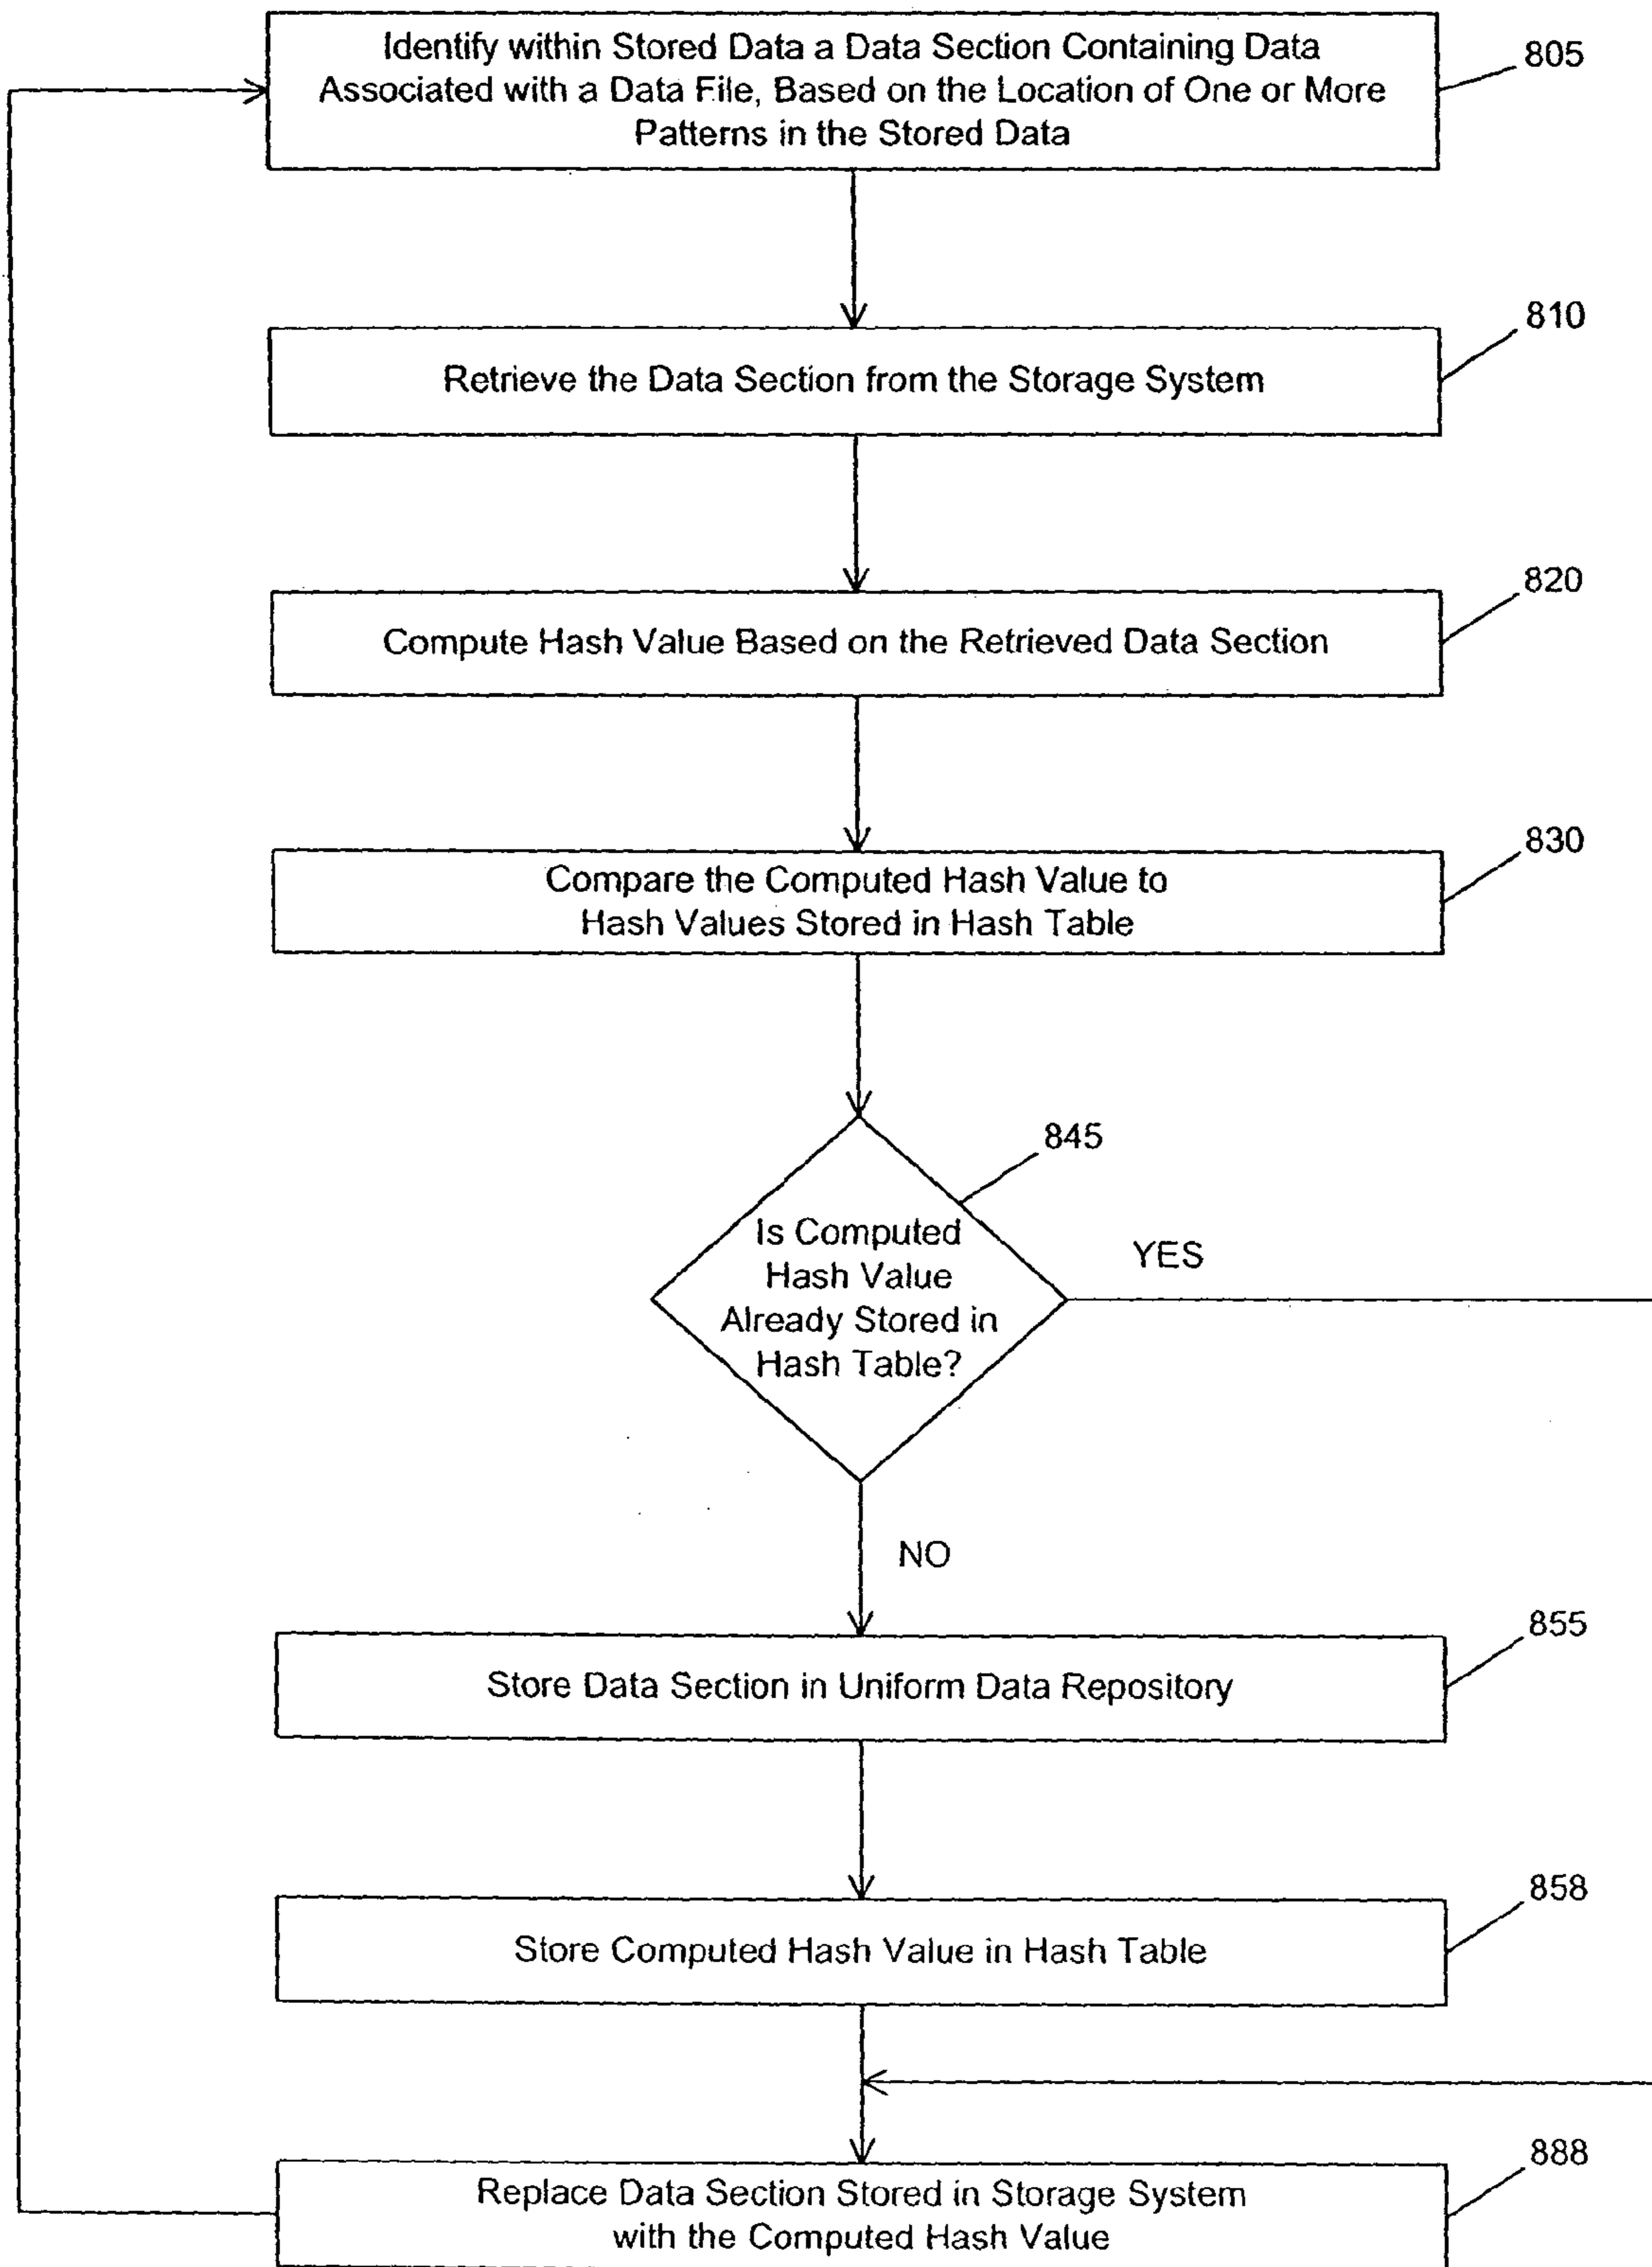 Identify within Stored Data a Data Section Containing Data
Associated with a Data File, Based on the Location of One or More
Patterns in the Stored Data
805
Retrieve the Data Section from the Storage System
810
Compute Hash Value Based on the Retrieved Data Section
820
Compare the Computed Hash Value to
Hash Values Stored in Hash Table
830
845
Is Computed
Hash Value
Already Stored in
Hash Table?
YES
NO
Store Data Section in Uniform Data Repository
855
Store Computed Hash Value in Hash Table
858
Replace Data Section Stored in Storage System
with the Computed Hash Value
888